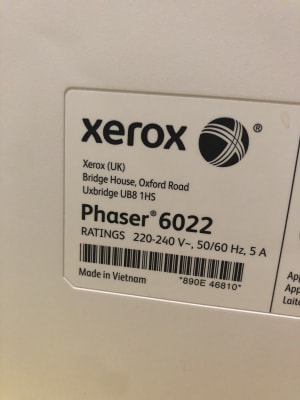 xerox ®
Xerox (UK)
Bridge House, Oxford Road
Uxbridge UB8 1HS
Phaser® 6022
RATINGS 220-240 V~, 50/60 Hz, 5 A
Made in Vietnam *890E 46810*